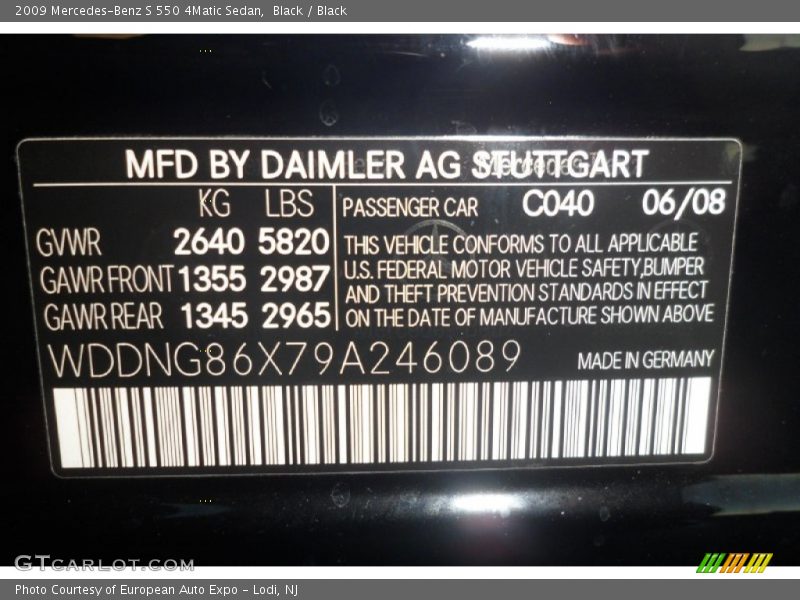 2009 Mercedes-Benz S 550 4Matic Sedan, Black / Black
MFD BY DAIMLER AG STUTTGART
KG LBS
GVWR 2640 5820
GAWR FRONT 1355 2987
GAWR REAR 1345 2965
PASSENGER CAR C040 06/08
THIS VEHICLE CONFORMS TO ALL APPLICABLE
U.S. FEDERAL MOTOR VEHICLE SAFETY,BUMPER
AND THEFT PREVENTION STANDARDS IN EFFECT
ON THE DATE OF MANUFACTURE SHOWN ABOVE
WDDNG86X79A246089 MADE IN GERMANY
GTCARLOT.COM
Photo Courtesy of European Auto Expo - Lodi, NJ